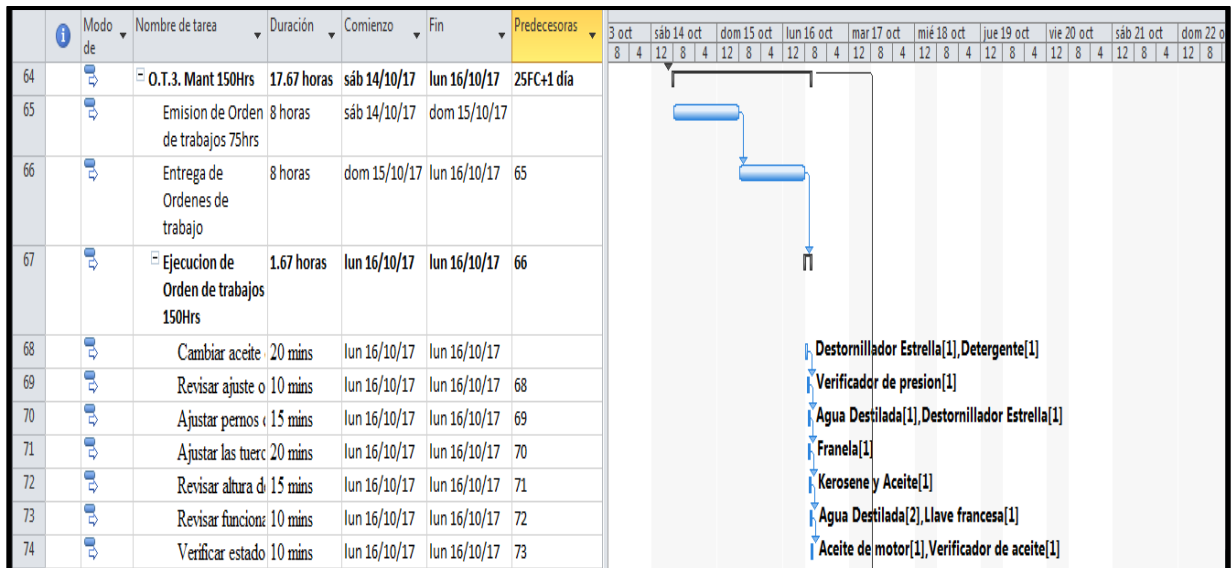 Modo de
Nombre de tarea
Duración
Comienzo
Fin
Predecesoras
3 oct
sáb 14 oct
dom 15 oct
lun 16 oct
mar 17 oct
mié 18 oct
jue 19 oct
vie 20 oct
sáb 21 oct
dom 22 o
8 4 12 8 4 12 8 4 12 8 4 12 8 4 12 8 4 12 8 4 12 8 4 12 8 4 12 8
64 O.T.3. Mant 150Hrs 17.67 horas sáb 14/10/17 lun 16/10/17 25FC+1 día
65 Emision de Orden 8 horas sáb 14/10/17 dom 15/10/17
de trabajos 75hrs
66 Entrega de 8 horas dom 15/10/17 lun 16/10/17 65
Ordenes de
trabajo
67 Ejecucion de 1.67 horas lun 16/10/17 lun 16/10/17 66
Orden de trabajos
150Hrs
68 Cambiar aceite 20 mins lun 16/10/17 lun 16/10/17 Destornillador Estrella[1],Detergente[1]
69 Revisar ajuste o 10 mins lun 16/10/17 lun 16/10/17 68 Verificador de presion[1]
70 Ajustar pernos 15 mins lun 16/10/17 lun 16/10/17 69 Agua Destilada[1],Destornillador Estrella[1]
71 Ajustar las tuerc 20 mins lun 16/10/17 lun 16/10/17 70 Franela[1]
72 Revisar altura d 15 mins lun 16/10/17 lun 16/10/17 71 Kerosene y Aceite[1]
73 Revisar funciona 10 mins lun 16/10/17 lun 16/10/17 72 Agua Destilada[2],Llave francesa[1]
74 Verificar estado 10 mins lun 16/10/17 lun 16/10/17 73 Aceite de motor[1],Verificador de aceite[1]